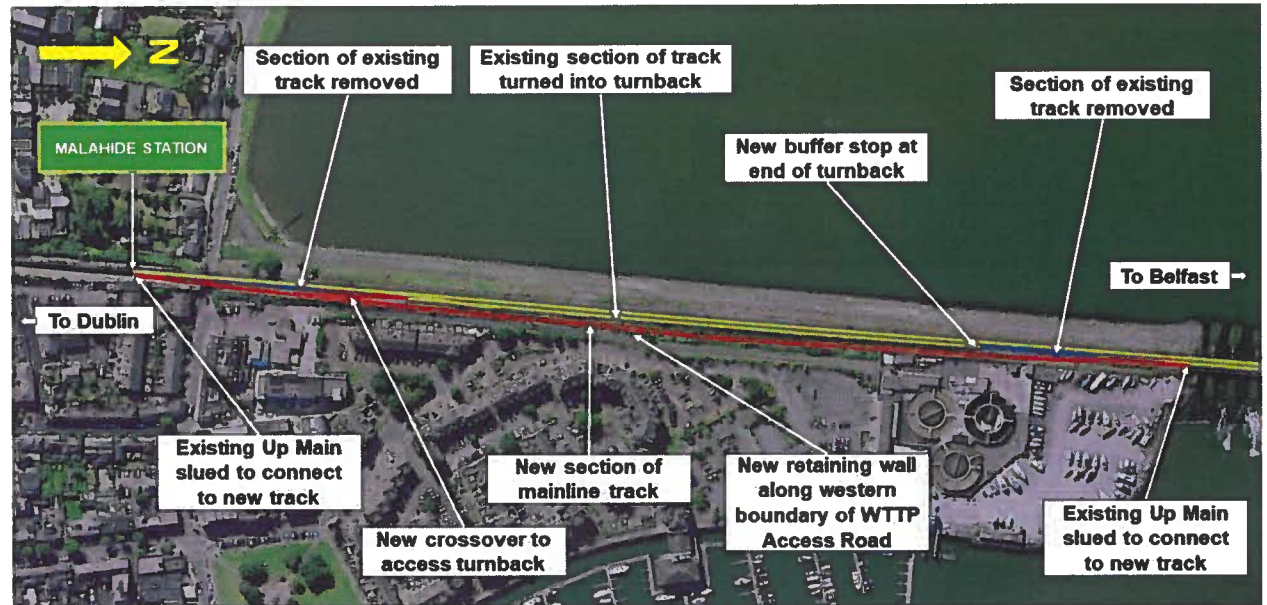 N
Section of existing
track removed
Existing section of track
turned into turnback
Section of existing
track removed
MALAHIDE STATION
New buffer stop at
end of turnback
To Belfast
To Dublin
Existing Up Main
slued to connect
to new track
New crossover to
access turnback
New section of
mainline track
New retaining wall
along western
boundary of WTTP
Access Road
Existing Up Main
slued to connect
to new track